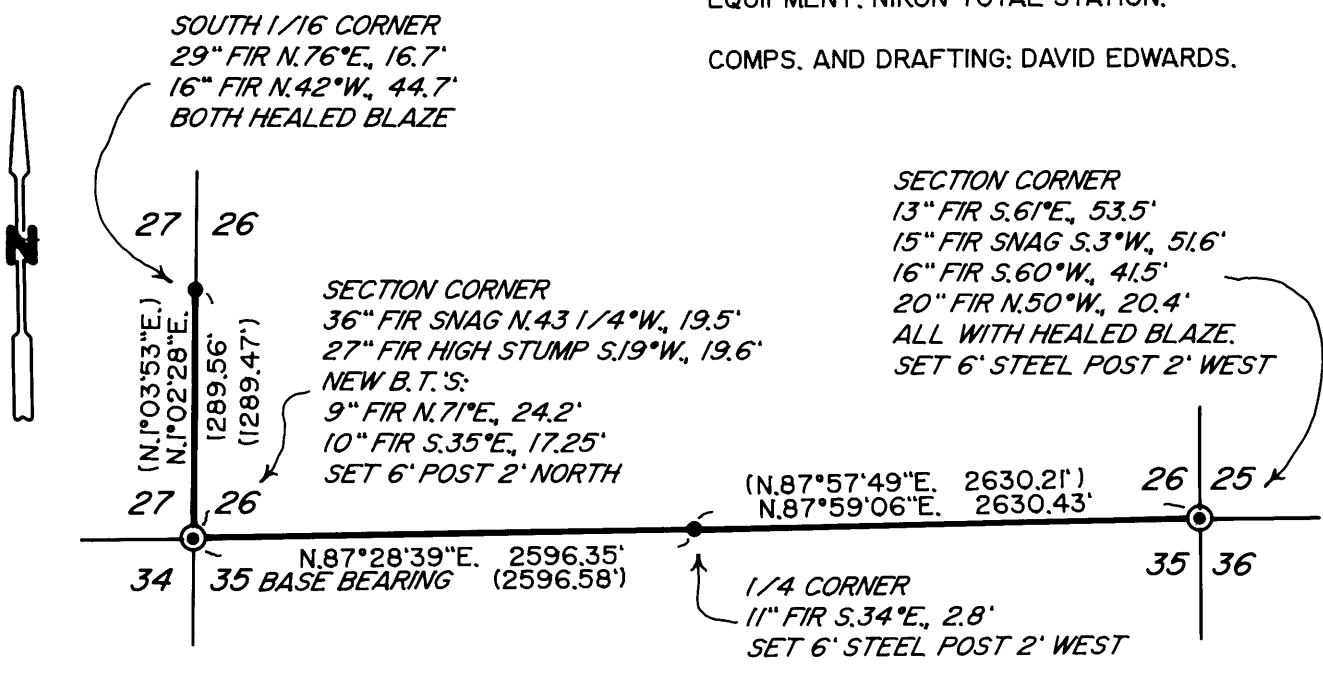 EQUIPMENT: NIKON TOTAL STATION.
COMPS. AND DRAFTING: DAVID EDWARDS.
SOUTH 1/16 CORNER
29" FIR N.76°E., 16.7'
16" FIR N.42°W., 44.7'
BOTH HEALED BLAZE
N
27 26
(N.1°03'53"E.)
N.1°02'28"E.
1289.56'
(1289.47')
SECTION CORNER
36" FIR SNAG N.43 1/4°W., 19.5'
27" FIR HIGH STUMP S.19°W., 19.6'
NEW B.T.'S:
9" FIR N.71°E., 24.2'
10" FIR S.35°E., 17.25'
SET 6' POST 2' NORTH
SECTION CORNER
13" FIR S.61°E., 53.5'
15" FIR SNAG S.3°W., 51.6'
16" FIR S.60°W., 41.5'
20" FIR N.50°W., 20.4'
ALL WITH HEALED BLAZE.
SET 6' STEEL POST 2' WEST
27 26
34 35
N.87°28'39"E. 2596.35'
BASE BEARING (2596.58')
(N.87°57'49"E. 2630.21')
N.87°59'06"E. 2630.43'
26 25
35 36
1/4 CORNER
11" FIR S.34°E., 2.8'
SET 6' STEEL POST 2' WEST